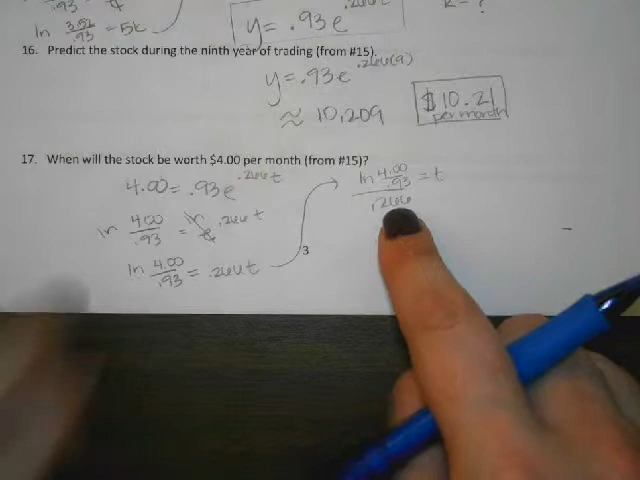 ln 3.52/.93 = 5k
y = .93e
k = ?
16. Predict the stock during the ninth year of trading (from #15).
y = .93e^.266(9)
≈ 10.209
$10.21 per month
17. When will the stock be worth $4.00 per month (from #15)?
4.00 = .93e^.266t
ln 4.00/.93 = ln e^.266t
ln 4.00/.93 = .266t
ln 4.00/.93 / .266 = t
3